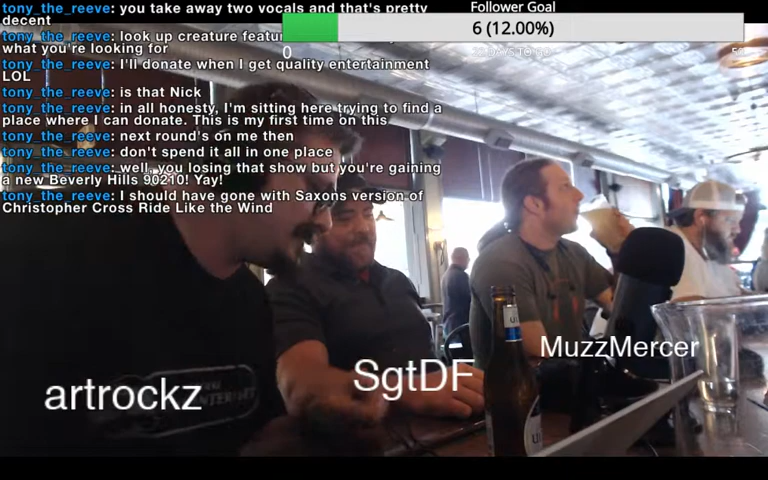 tony_the_reeve: you take away two vocals and that's pretty
decent
tony_the_reeve: look up creature
what you're looking for
tony_the_reeve: I'll donate when I get quality entertainment
LOL
tony_the_reeve: is that Nick
tony_the_reeve: in all honesty, I'm sitting here trying to find a
place where I can donate. This is my first time on this
tony_the_reeve: next round's on me then
tony_the_reeve: don't spend it all in one place
tony_the_reeve: well, you losing that show but you're gaining
a new Beverly Hills 90210! Yay!
tony_the_reeve: I should have gone with Saxons version of
Christopher Cross Ride Like the Wind
Follower Goal
6 (12.00%)
0
DAYS TO GO
artrockz
SgtDF
MuzzMercer